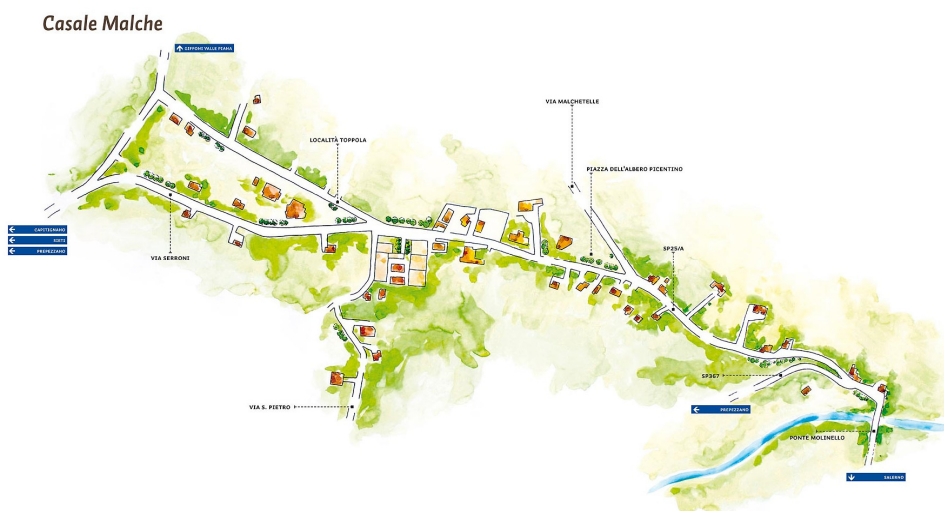 Casale Malche
GIFFONI VALLE PIANA
VIA MALCHETELLE
LOCALITÀ TOPPOLA
PIAZZA DELL'ALBERO PICENTINO
CAPITIGNANO
SIETI
PREPEZZANO
VIA SERRONI
SP25/A
SP367
VIA S. PIETRO
PREPEZZANO
PONTE MOLINELLO
SALERNO